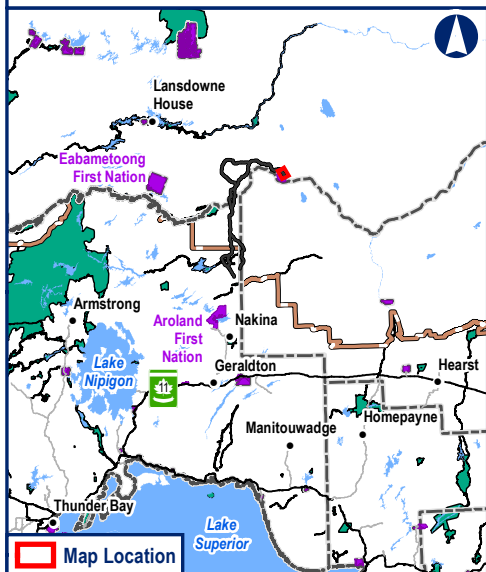 Lansdowne
House
Eabametoong
First Nation
Armstrong
Aroland
First
Nation
Nakina
Lake
Nipigon
Geraldton
11
Hearst
Manitouwadge
Homepayne
Thunder Bay
Lake
Superior
Map Location